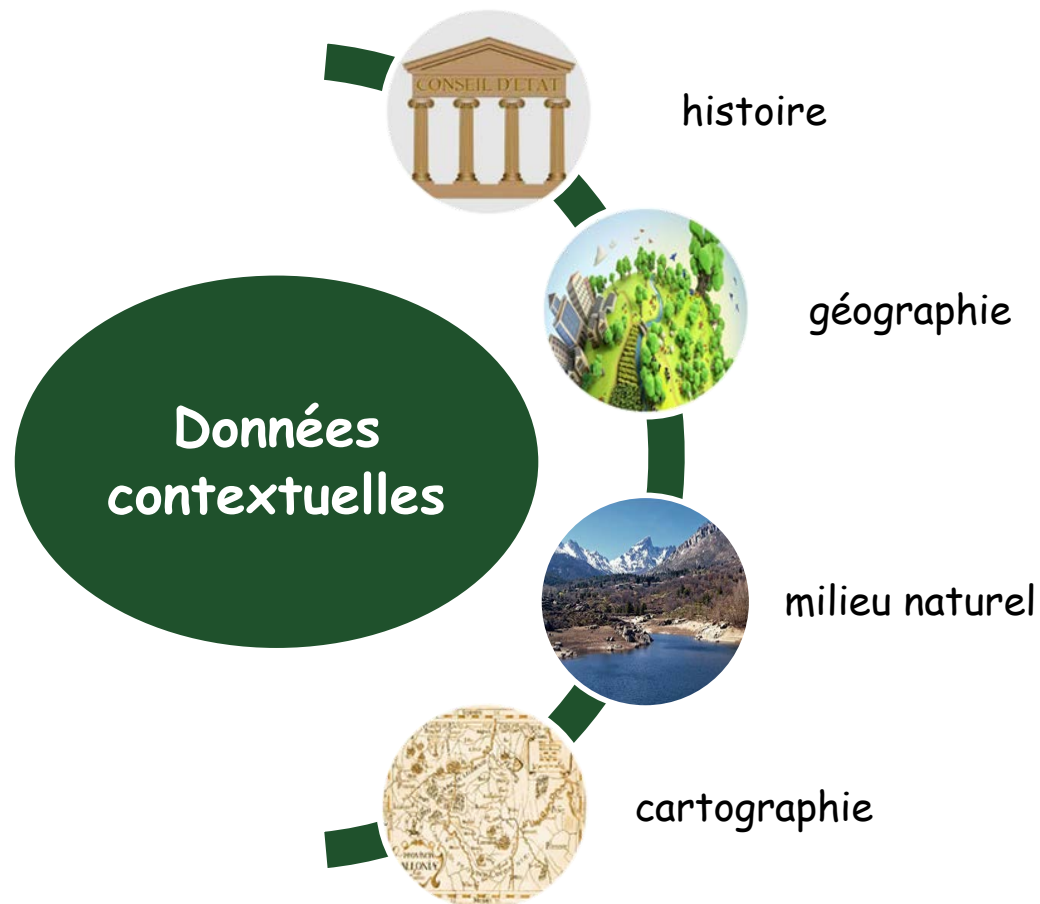 CONSEIL D'ETAT
histoire
géographie
Données
contextuelles
milieu naturel
cartographie